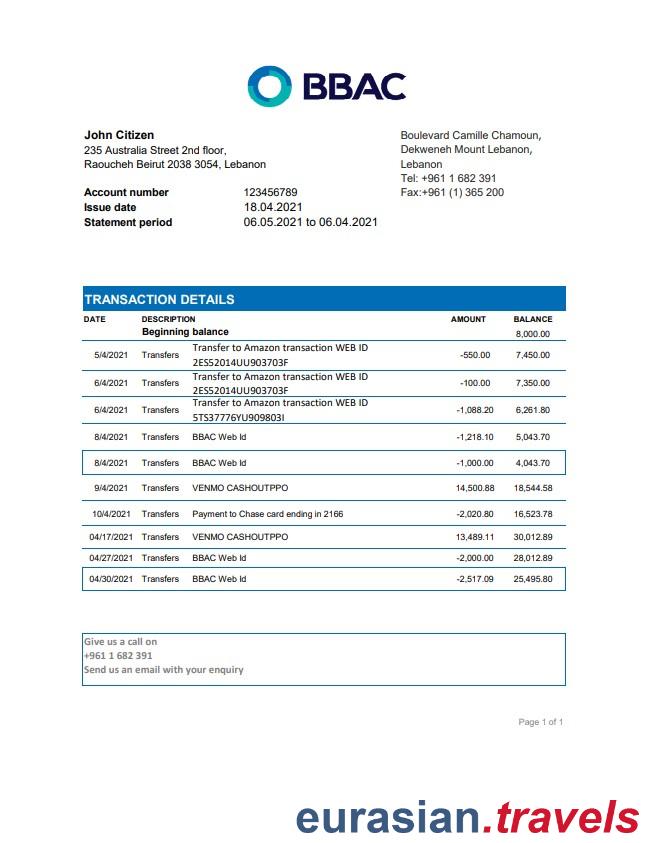 BBAC
John Citizen
235 Australia Street 2nd floor,
Raoucheh Beirut 2038 3054, Lebanon
Boulevard Camille Chamoun,
Dekweneh Mount Lebanon,
Lebanon
Tel: +961 1 682 391
Fax:+961 (1) 365 200
Account number 123456789
Issue date 18.04.2021
Statement period 06.05.2021 to 06.04.2021
TRANSACTION DETAILS
DATE DESCRIPTION AMOUNT BALANCE
Beginning balance 8,000.00
5/4/2021 Transfers Transfer to Amazon transaction WEB ID 2ES52014UU903703F -550.00 7,450.00
6/4/2021 Transfers Transfer to Amazon transaction WEB ID 2ES52014UU903703F -100.00 7,350.00
6/4/2021 Transfers Transfer to Amazon transaction WEB ID 5TS37776YU909803I -1,088.20 6,261.80
8/4/2021 Transfers BBAC Web Id -1,218.10 5,043.70
8/4/2021 Transfers BBAC Web Id -1,000.00 4,043.70
9/4/2021 Transfers VENMO CASHOUTPPO 14,500.88 18,544.58
10/4/2021 Transfers Payment to Chase card ending in 2166 -2,020.80 16,523.78
04/17/2021 Transfers VENMO CASHOUTPPO 13,489.11 30,012.89
04/27/2021 Transfers BBAC Web Id -2,000.00 28,012.89
04/30/2021 Transfers BBAC Web Id -2,517.09 25,495.80
Give us a call on
+961 1 682 391
Send us an email with your enquiry
Page 1 of 1
eurasian.travels